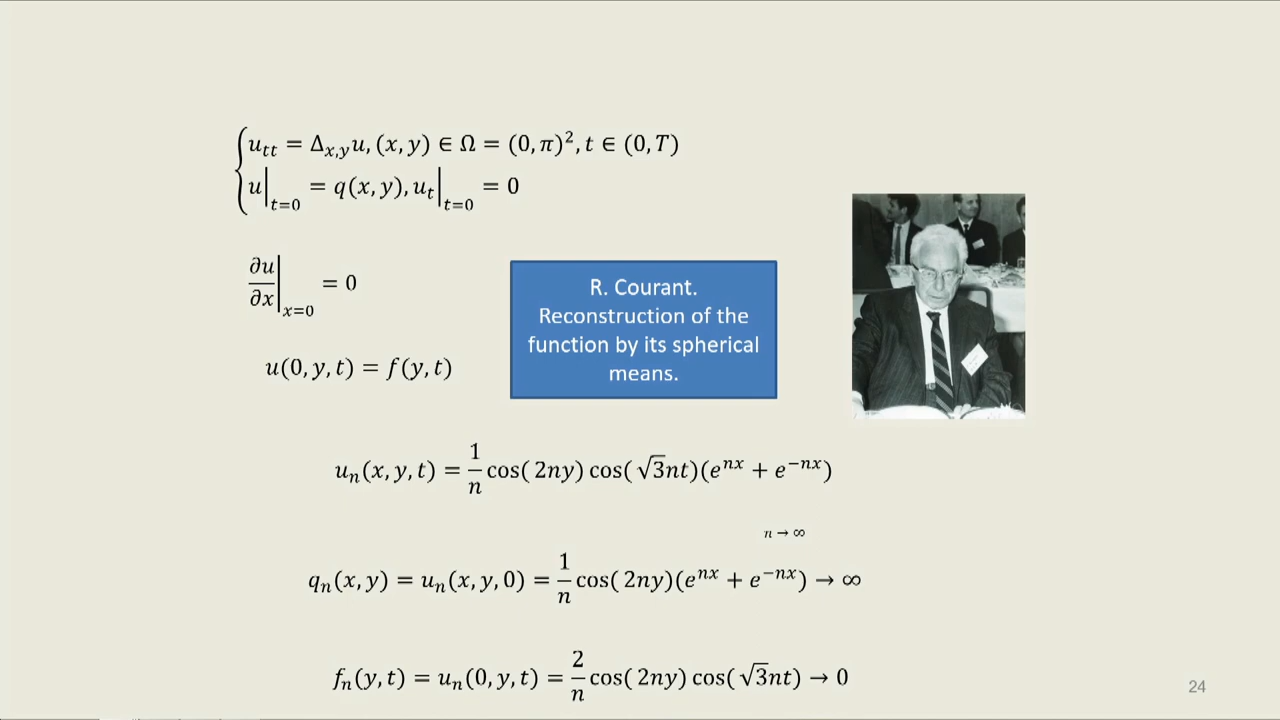 u_tt = Δ_{x,y}u, (x, y) ∈ Ω = (0, π)², t ∈ (0, T)
u|_{t=0} = q(x, y), u_t|_{t=0} = 0
∂u/∂x|_{x=0} = 0
R. Courant.
Reconstruction of the
function by its spherical
means.
u(0, y, t) = f(y, t)
u_n(x, y, t) = 1/n cos( 2ny) cos( √3nt)(e^{nx} + e^{−nx})
n → ∞
q_n(x, y) = u_n(x, y, 0) = 1/n cos( 2ny)(e^{nx} + e^{−nx}) → ∞
f_n(y, t) = u_n(0, y, t) = 2/n cos( 2ny) cos( √3nt) → 0
24